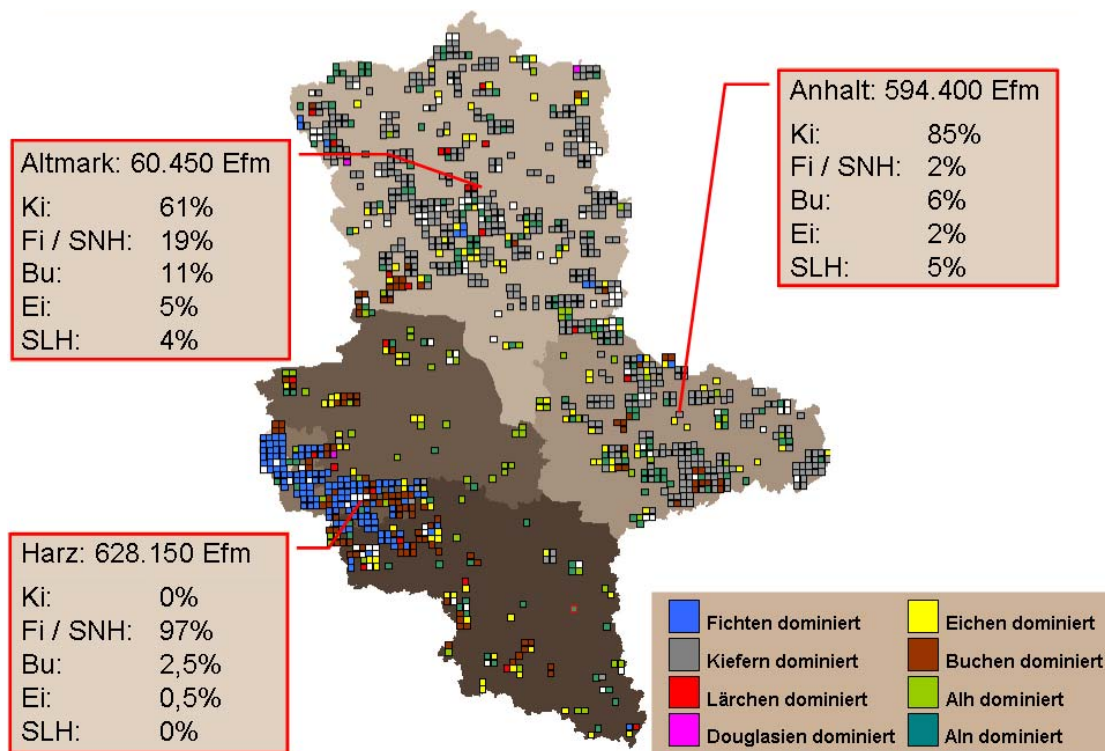 Anhalt: 594.400 Efm
Ki: 85%
Fi / SNH: 2%
Bu: 6%
Ei: 2%
SLH: 5%
Altmark: 60.450 Efm
Ki: 61%
Fi / SNH: 19%
Bu: 11%
Ei: 5%
SLH: 4%
Harz: 628.150 Efm
Ki: 0%
Fi / SNH: 97%
Bu: 2,5%
Ei: 0,5%
SLH: 0%
Fichten dominiert
Kiefern dominiert
Lärchen dominiert
Douglasien dominiert
Eichen dominiert
Buchen dominiert
Alh dominiert
Aln dominiert